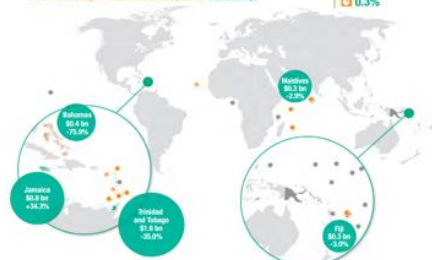 0.3%
Maldives
$0.3 bn
-2.9%
Bahamas
$0.4 bn
-75.9%
Jamaica
$0.8 bn
+34.3%
Trinidad
and Tobago
$1.6 bn
-35.0%
Fiji
$0.3 bn
-3.0%